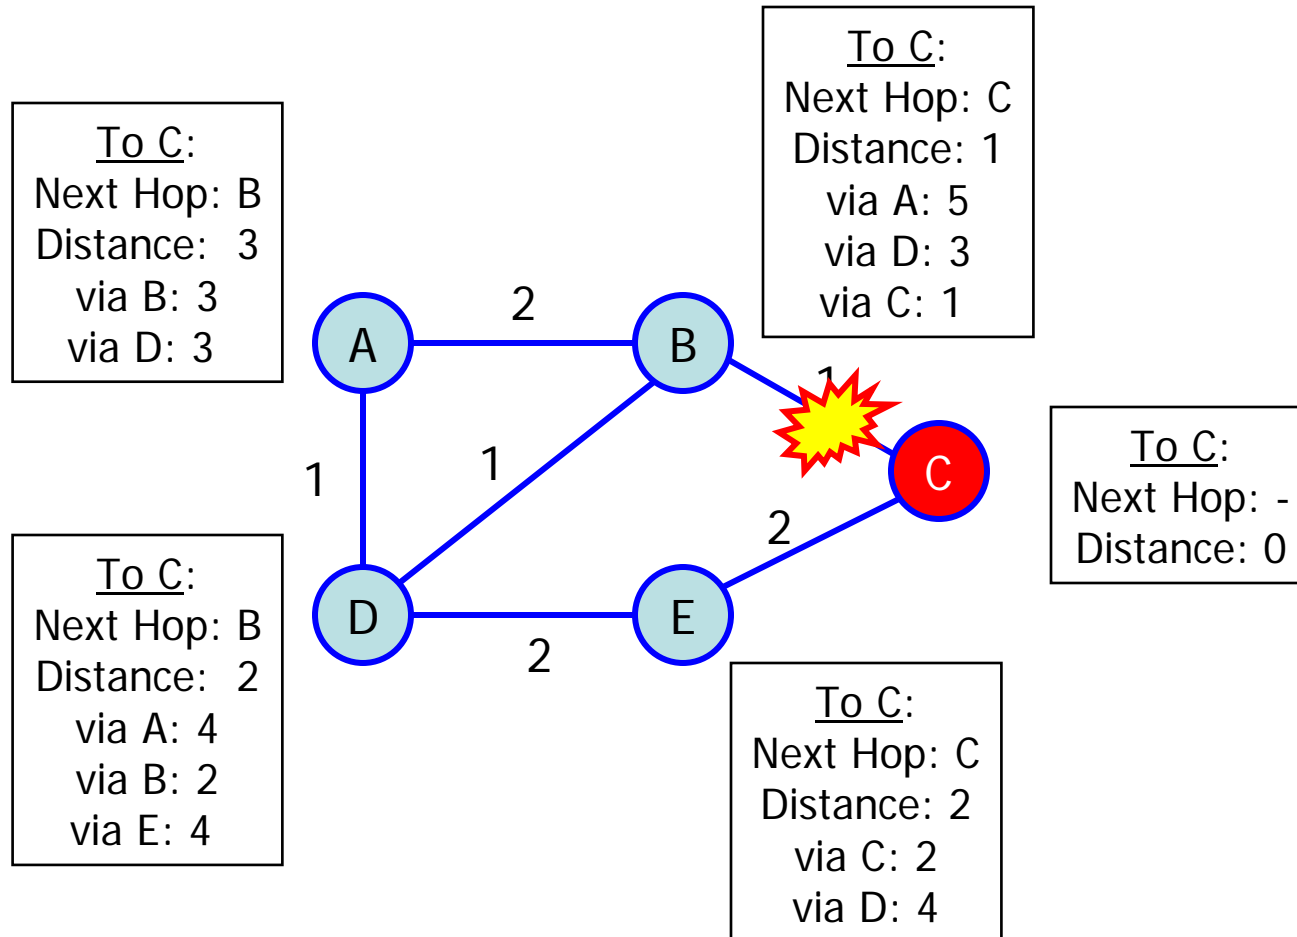 To C:
Next Hop: C
Distance: 1
via A: 5
via D: 3
via C: 1
To C:
Next Hop: B
Distance: 3
via B: 3
via D: 3
A
2
B
1
C
1
1
2
D
2
E
To C:
Next Hop: -
Distance: 0
To C:
Next Hop: B
Distance: 2
via A: 4
via B: 2
via E: 4
To C:
Next Hop: C
Distance: 2
via C: 2
via D: 4